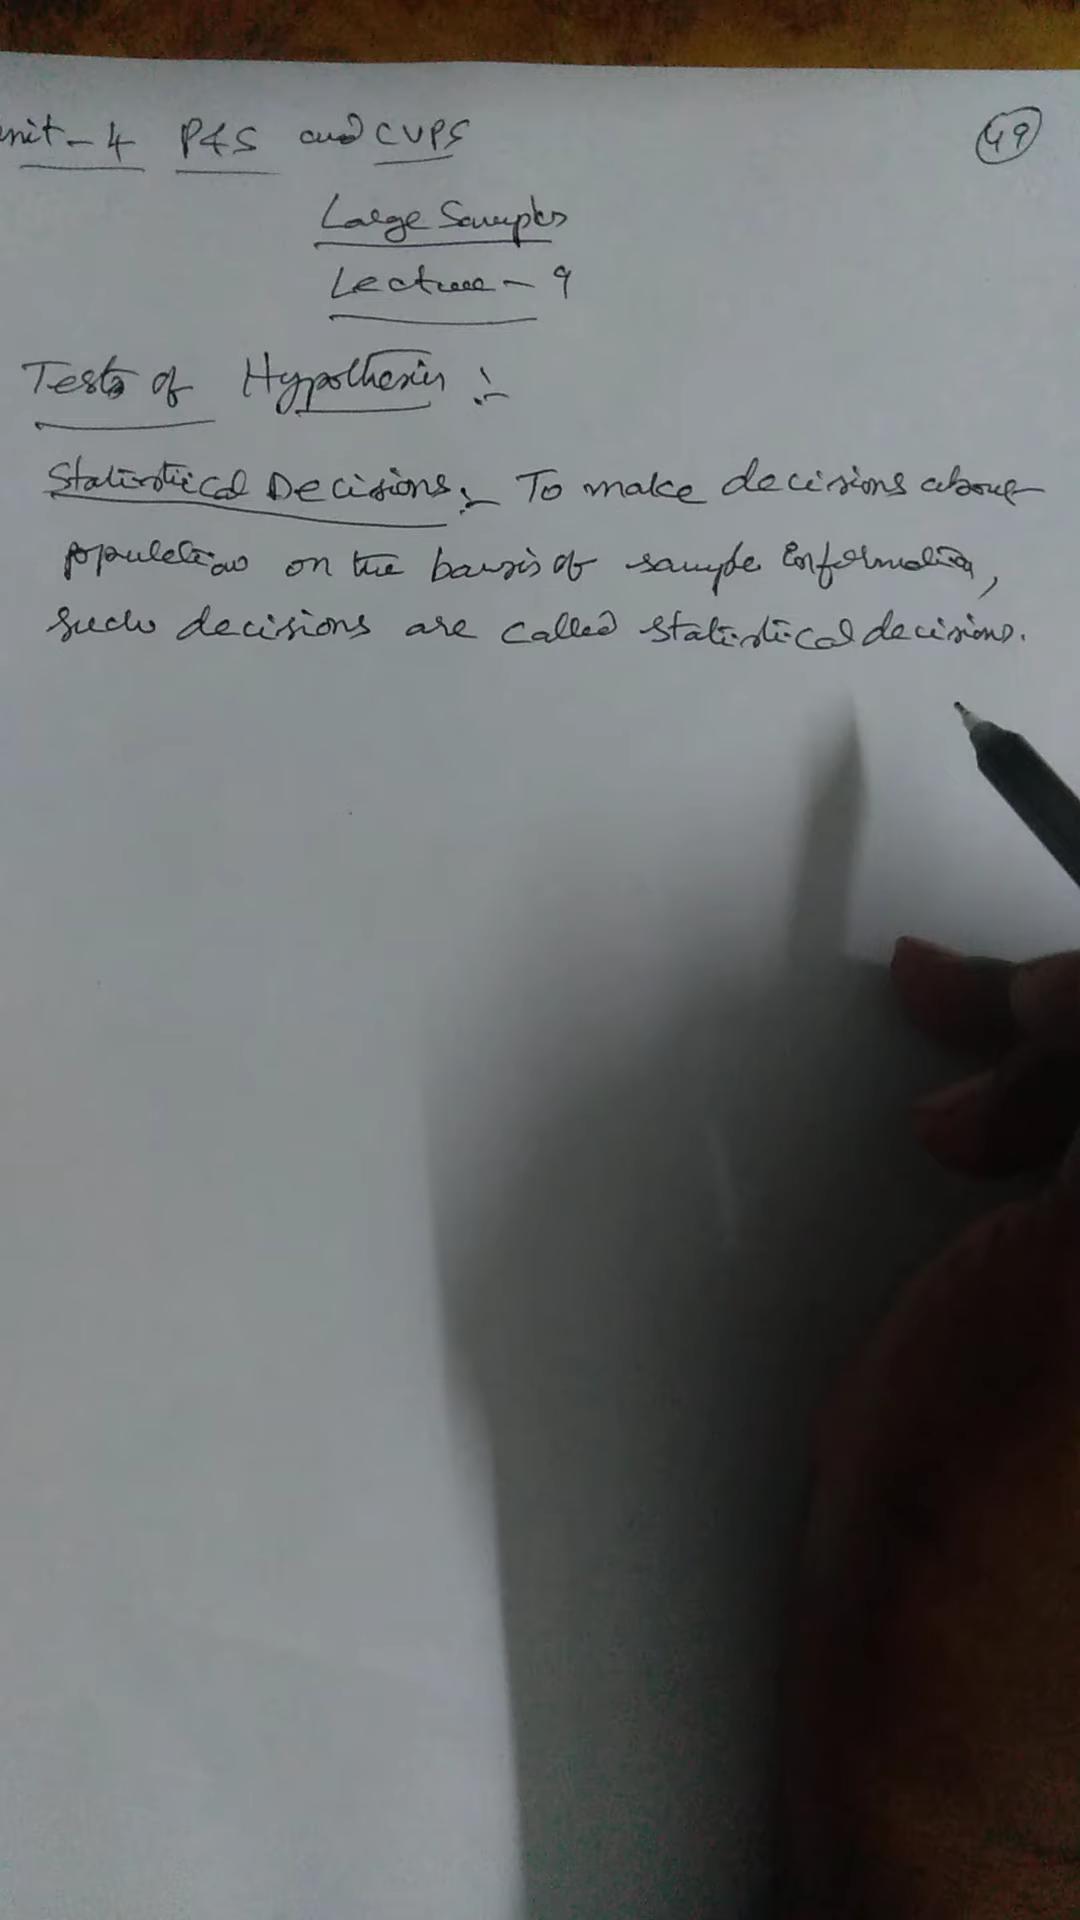 unit-4 P&S and CVPS
49
Large Samples
Lecture - 9
Tests of Hypothesis :-
Statistical Decisions :- To make decisions about
population on the basis of sample information,
such decisions are called statistical decisions.